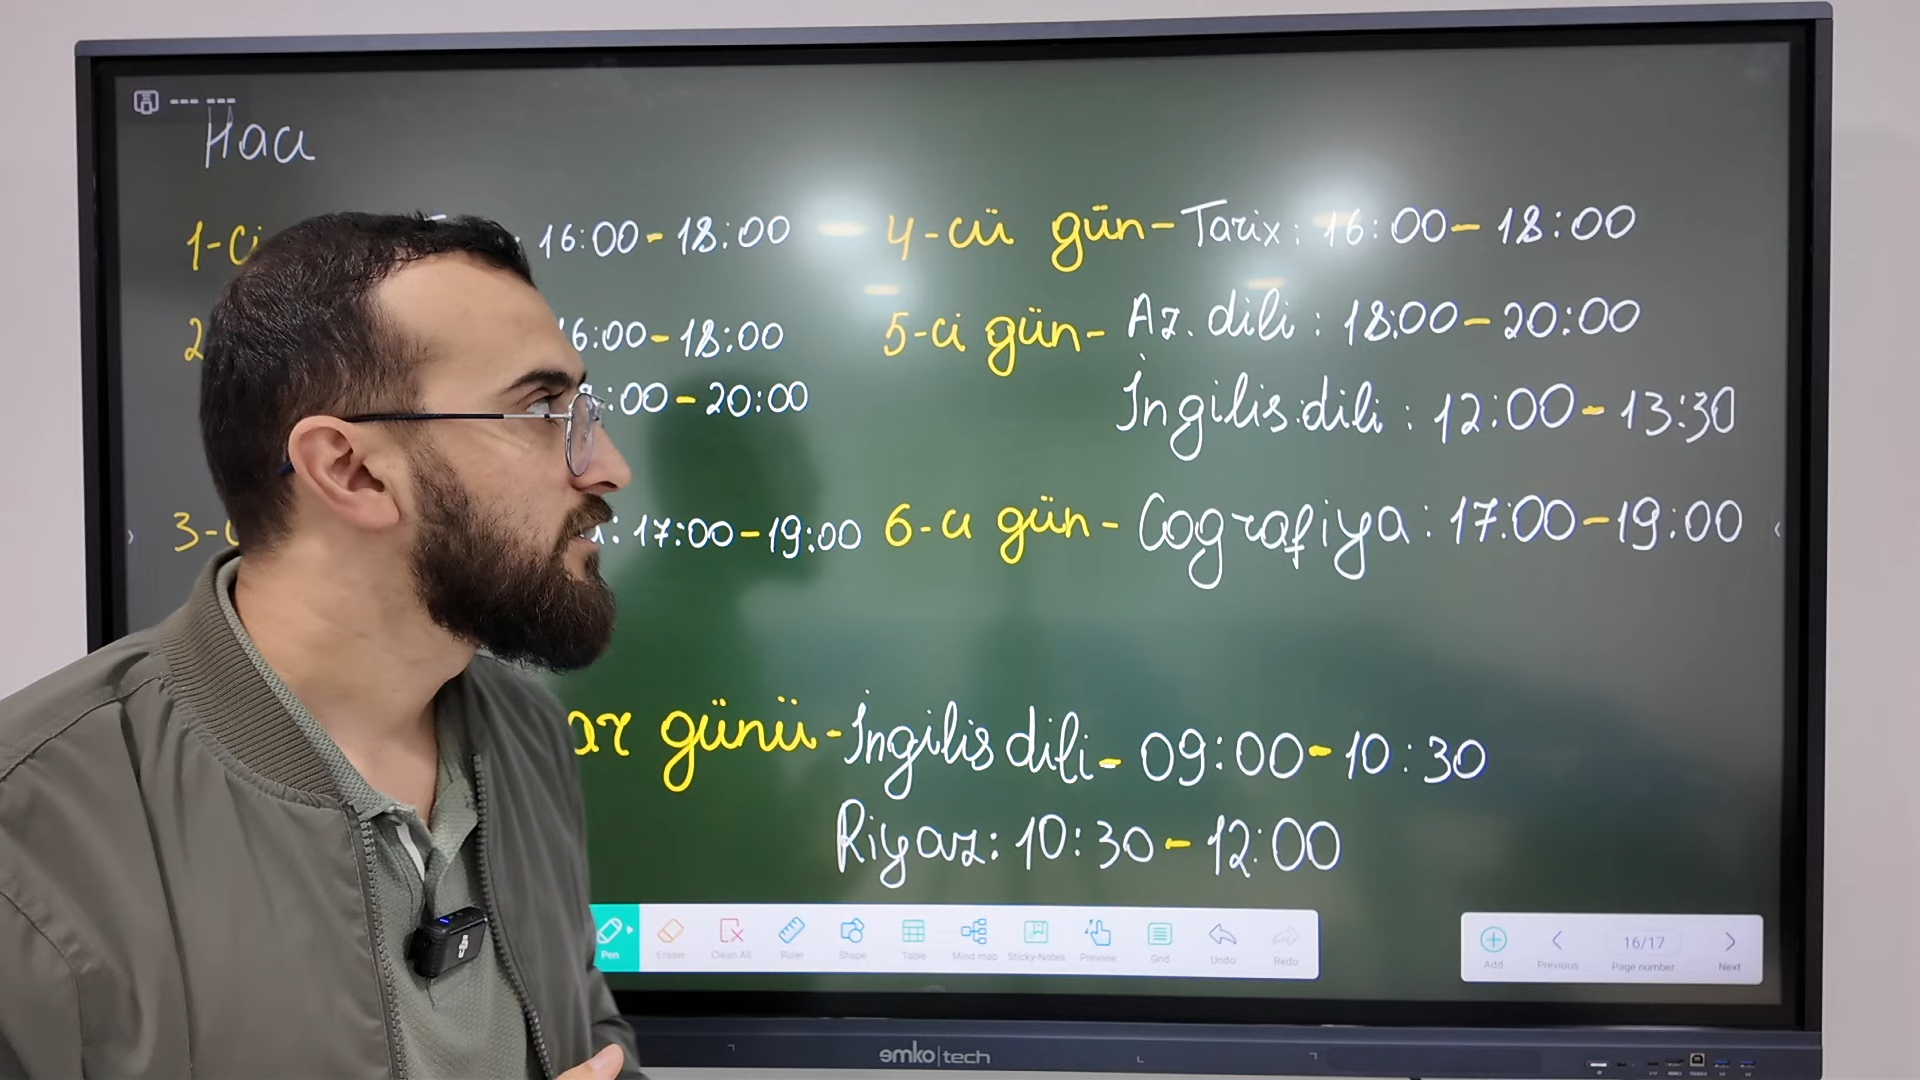 Hacı
1-ci 16:00-18:00
4-cü gün- Tarix: 16:00-18:00
2 16:00-18:00
5-ci gün- Az. dili: 18:00-20:00
:00-20:00
İngilis dili: 12:00-13:30
3- 17:00-19:00
6-cı gün- Cografiya: 17:00-19:00
günü- İngilis dili- 09:00-10:30
Riyaz: 10:30-12:00
Pen Eraser Clean All Ruler Shape Table Mind map Sticky Notes Preview Grid Undo Redo
Add Previous 16/17 Page number Next
emko|tech